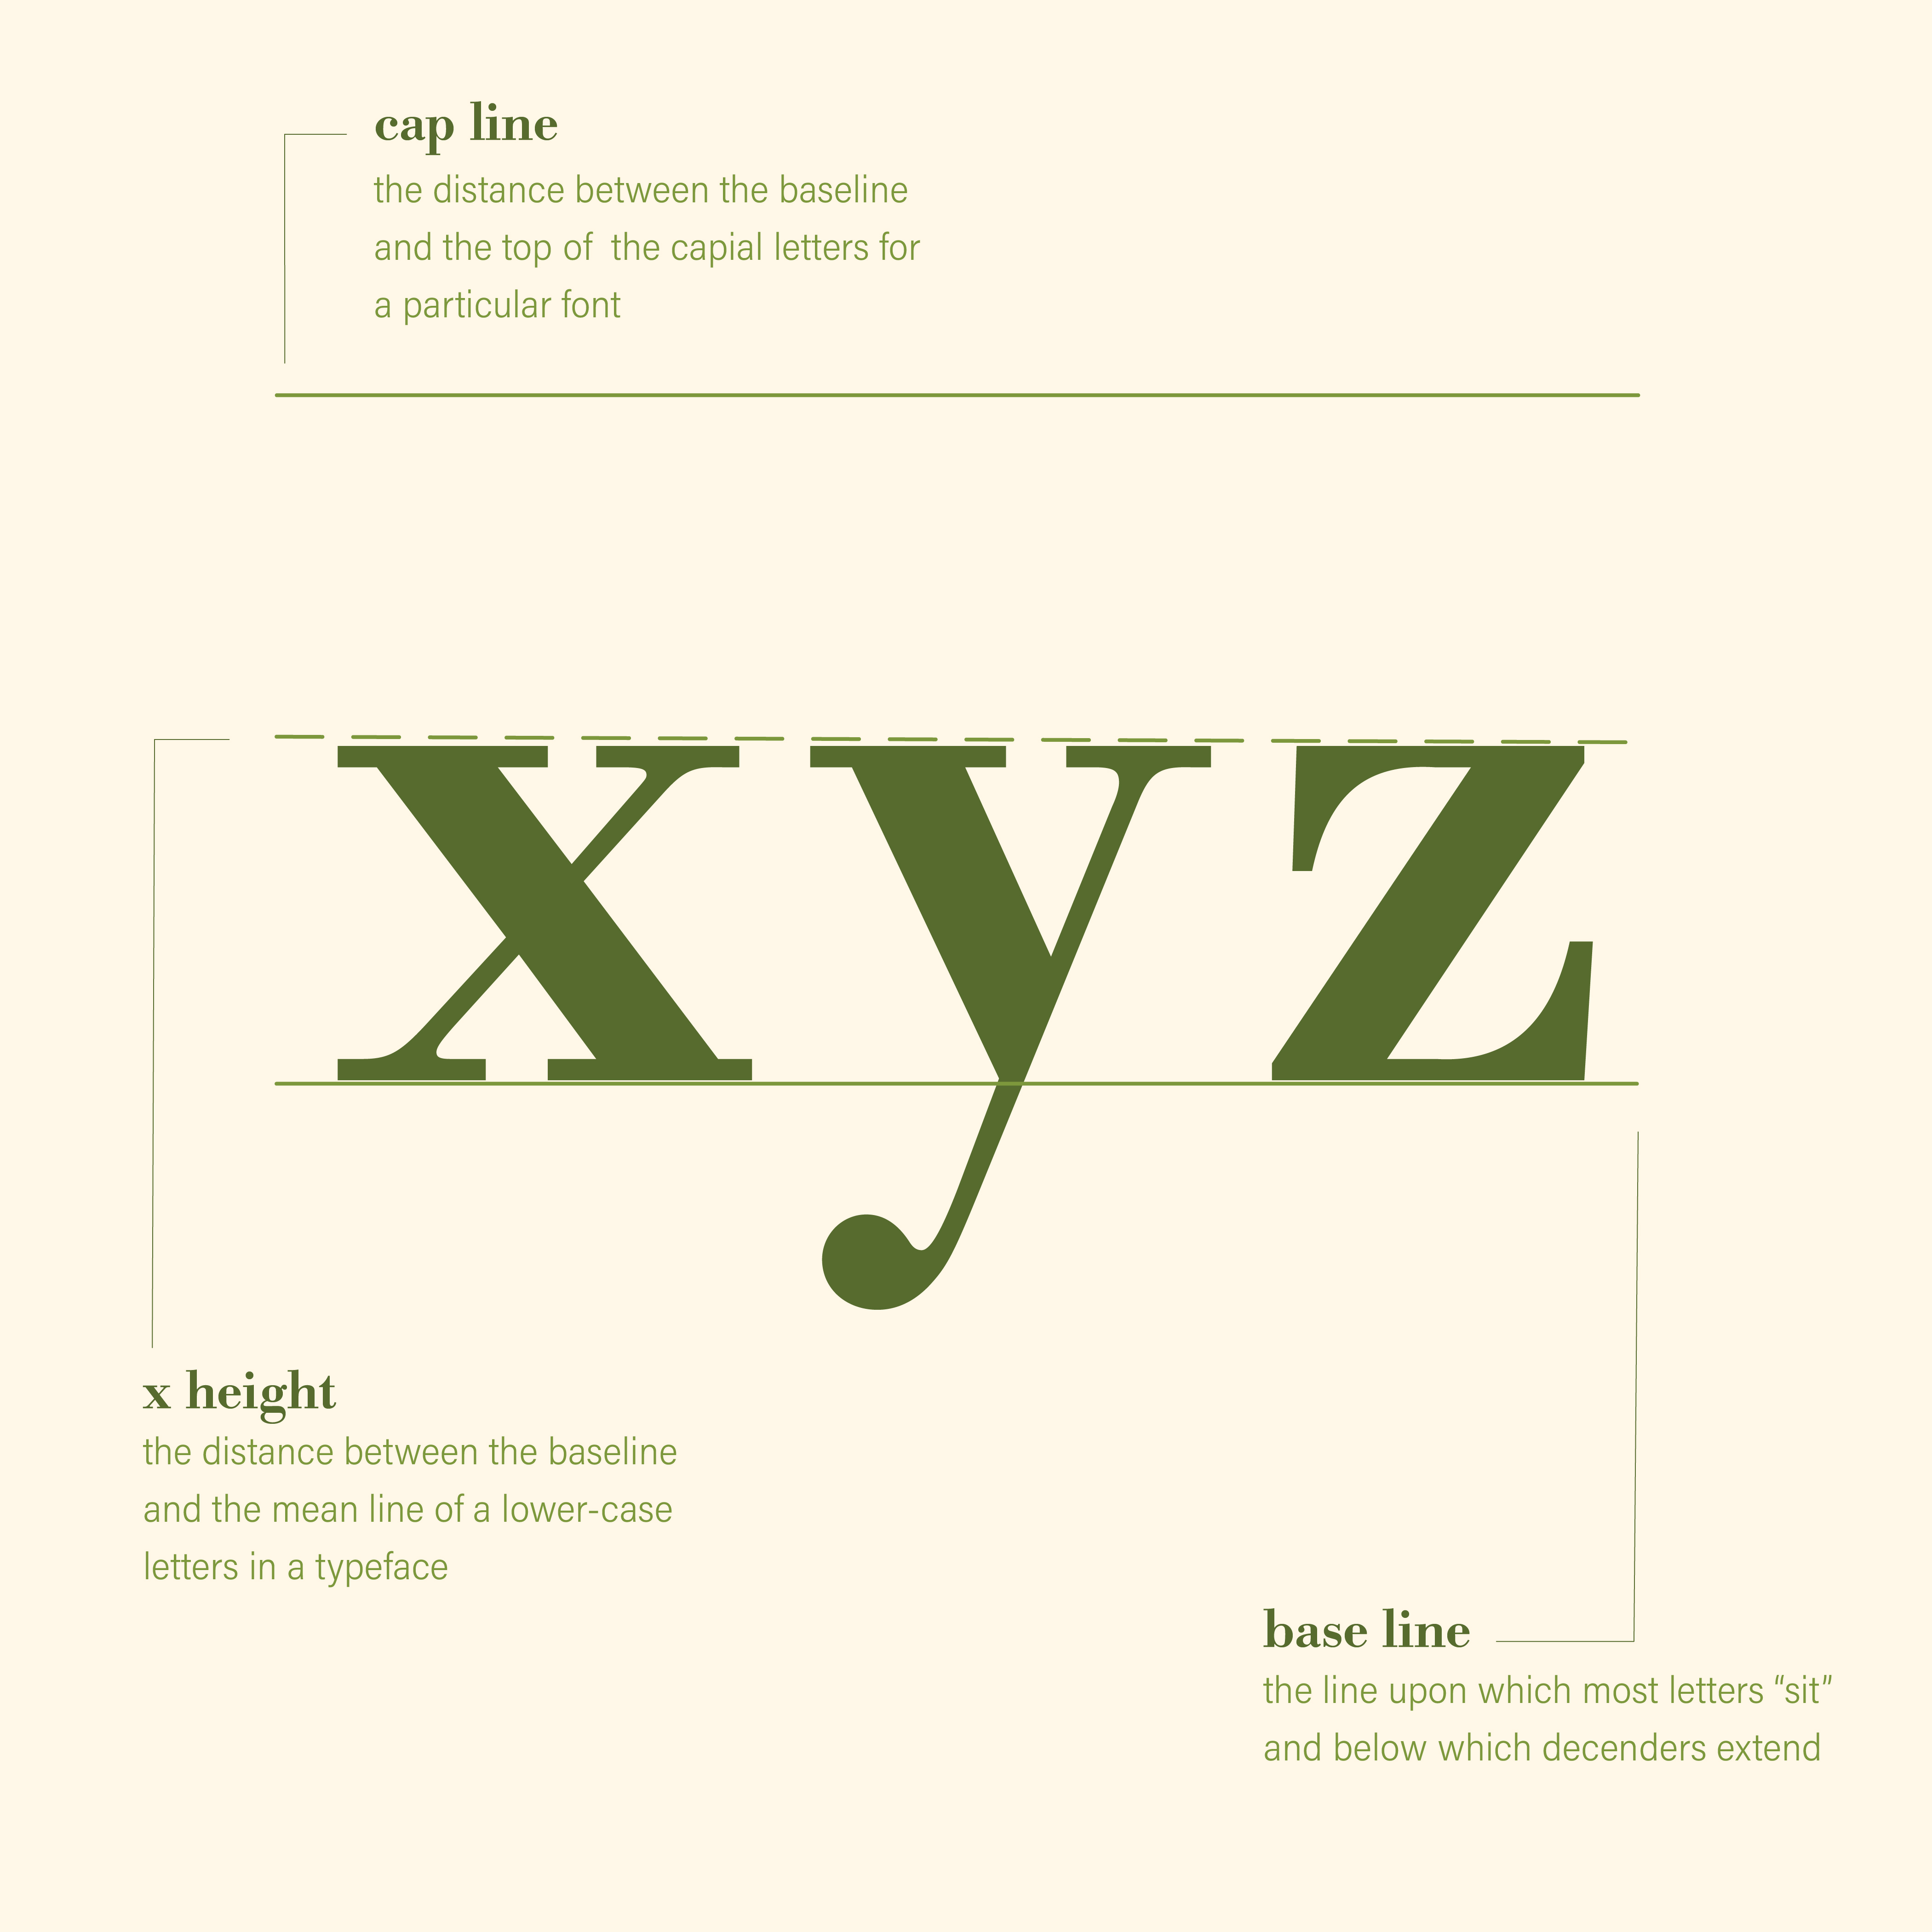 cap line
the distance between the baseline
and the top of  the capial letters for
a particular font
xyz
x height
the distance between the baseline
and the mean line of a lower-case
letters in a typeface
base line
the line upon which most letters “sit”
and below which decenders extend